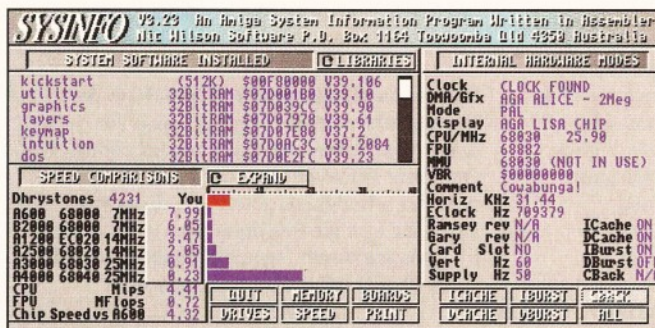 SYSINFO V3.23 An Amiga System Information Program Written in Assembler
Nic Wilson Software P.O. Box 1164 Toowoomba Qld 4350 Australia
SYSTEM SOFTWARE INSTALLED LIBRARIES
kickstart (512K) $00F80000 V39.106
utility 32BitRAM $07D001B0 V39.10
graphics 32BitRAM $07D039CC V39.90
layers 32BitRAM $07D07978 V39.61
keymap 32BitRAM $07D07E80 V37.2
intuition 32BitRAM $07D0AC3C V39.2084
dos 32BitRAM $07D0E2FC V39.23
SPEED COMPARISONS EXPAND
Dhrystones 4231 You
A600 68000 7MHz 7.99
B2000 68000 7MHz 6.05
A1200 EC020 14MHz 3.47
A2500 68020 14MHz 2.05
A3000 68030 25MHz 0.91
A4000 68040 25MHz 0.23
CPU Mips 4.41
FPU MFlops 0.72
Chip Speed vs A600 4.32
QUIT MEMORY BOARDS
DRIVES SPEED PRINT
INTERNAL HARDWARE MODES
Clock CLOCK FOUND
DMA/Gfx AGA ALICE - 2Meg
Mode PAL
Display AGA LISA CHIP
CPU/MHz 68030 25.90
FPU 68882
MMU 68030 (NOT IN USE)
VBR $00000000
Comment Cowabunga!
Horiz KHz 31.44
EClock Hz 709379
Ramsey rev N/A ICache ON
Gary rev N/A DCache ON
Card Slot NO IBurst ON
Vert Hz 60 DBurst OFF
Supply Hz 50 CBack N/
ICACHE IBURST CBACK
DCACHE DBURST ALL